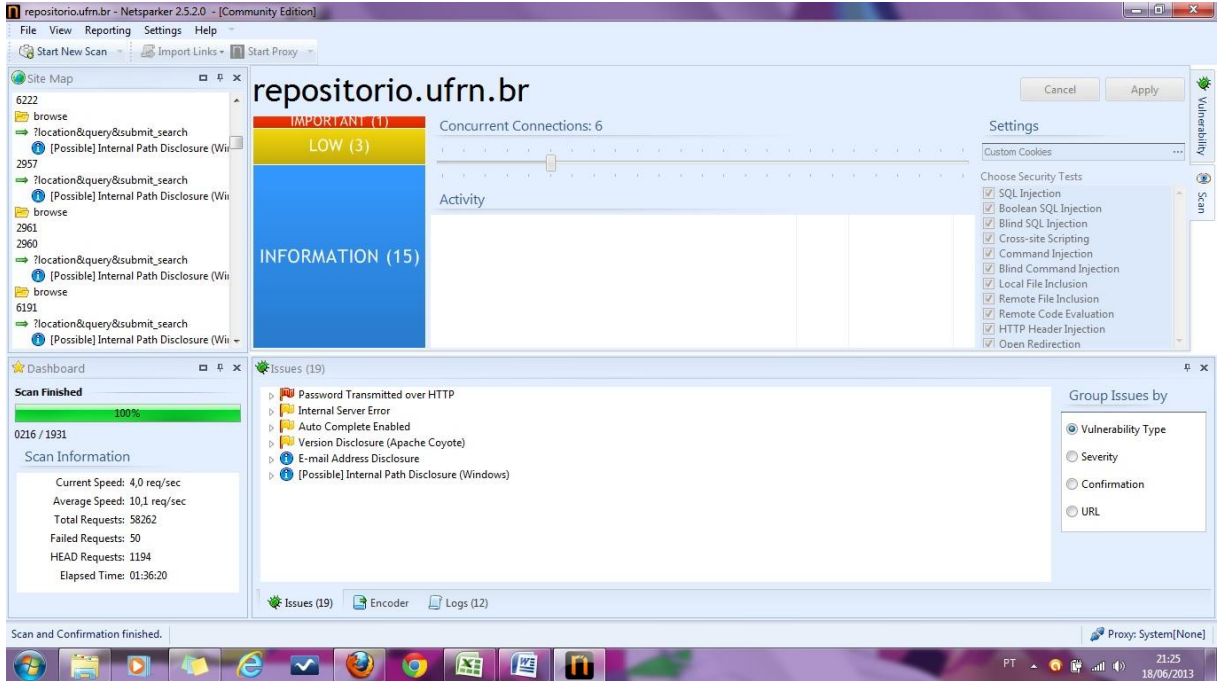 repositorio.ufrn.br - Netsparker 2.5.2.0 - [Community Edition]
File View Reporting Settings Help
Start New Scan Import Links Start Proxy
Site Map
6222
browse
?location&query&submit_search
[Possible] Internal Path Disclosure (Wi
2957
?location&query&submit_search
[Possible] Internal Path Disclosure (Wi
browse
2961
2960
?location&query&submit_search
[Possible] Internal Path Disclosure (Wi
browse
6191
?location&query&submit_search
[Possible] Internal Path Disclosure (Wi
repositorio.ufrn.br
Cancel Apply
IMPORTANT (1)
LOW (3)
INFORMATION (15)
Concurrent Connections: 6
Activity
Settings
Custom Cookies ...
Choose Security Tests
SQL Injection
Boolean SQL Injection
Blind SQL Injection
Cross-site Scripting
Command Injection
Blind Command Injection
Local File Inclusion
Remote File Inclusion
Remote Code Evaluation
HTTP Header Injection
Open Redirection
Vulnerability
Scan
Dashboard
Scan Finished
100%
0216 / 1931
Scan Information
Current Speed: 4,0 req/sec
Average Speed: 10,1 req/sec
Total Requests: 58262
Failed Requests: 50
HEAD Requests: 1194
Elapsed Time: 01:36:20
Issues (19)
Password Transmitted over HTTP
Internal Server Error
Auto Complete Enabled
Version Disclosure (Apache Coyote)
E-mail Address Disclosure
[Possible] Internal Path Disclosure (Windows)
Group Issues by
Vulnerability Type
Severity
Confirmation
URL
Issues (19) Encoder Logs (12)
Scan and Confirmation finished.
Proxy: System[None]
PT
21:25
18/06/2013